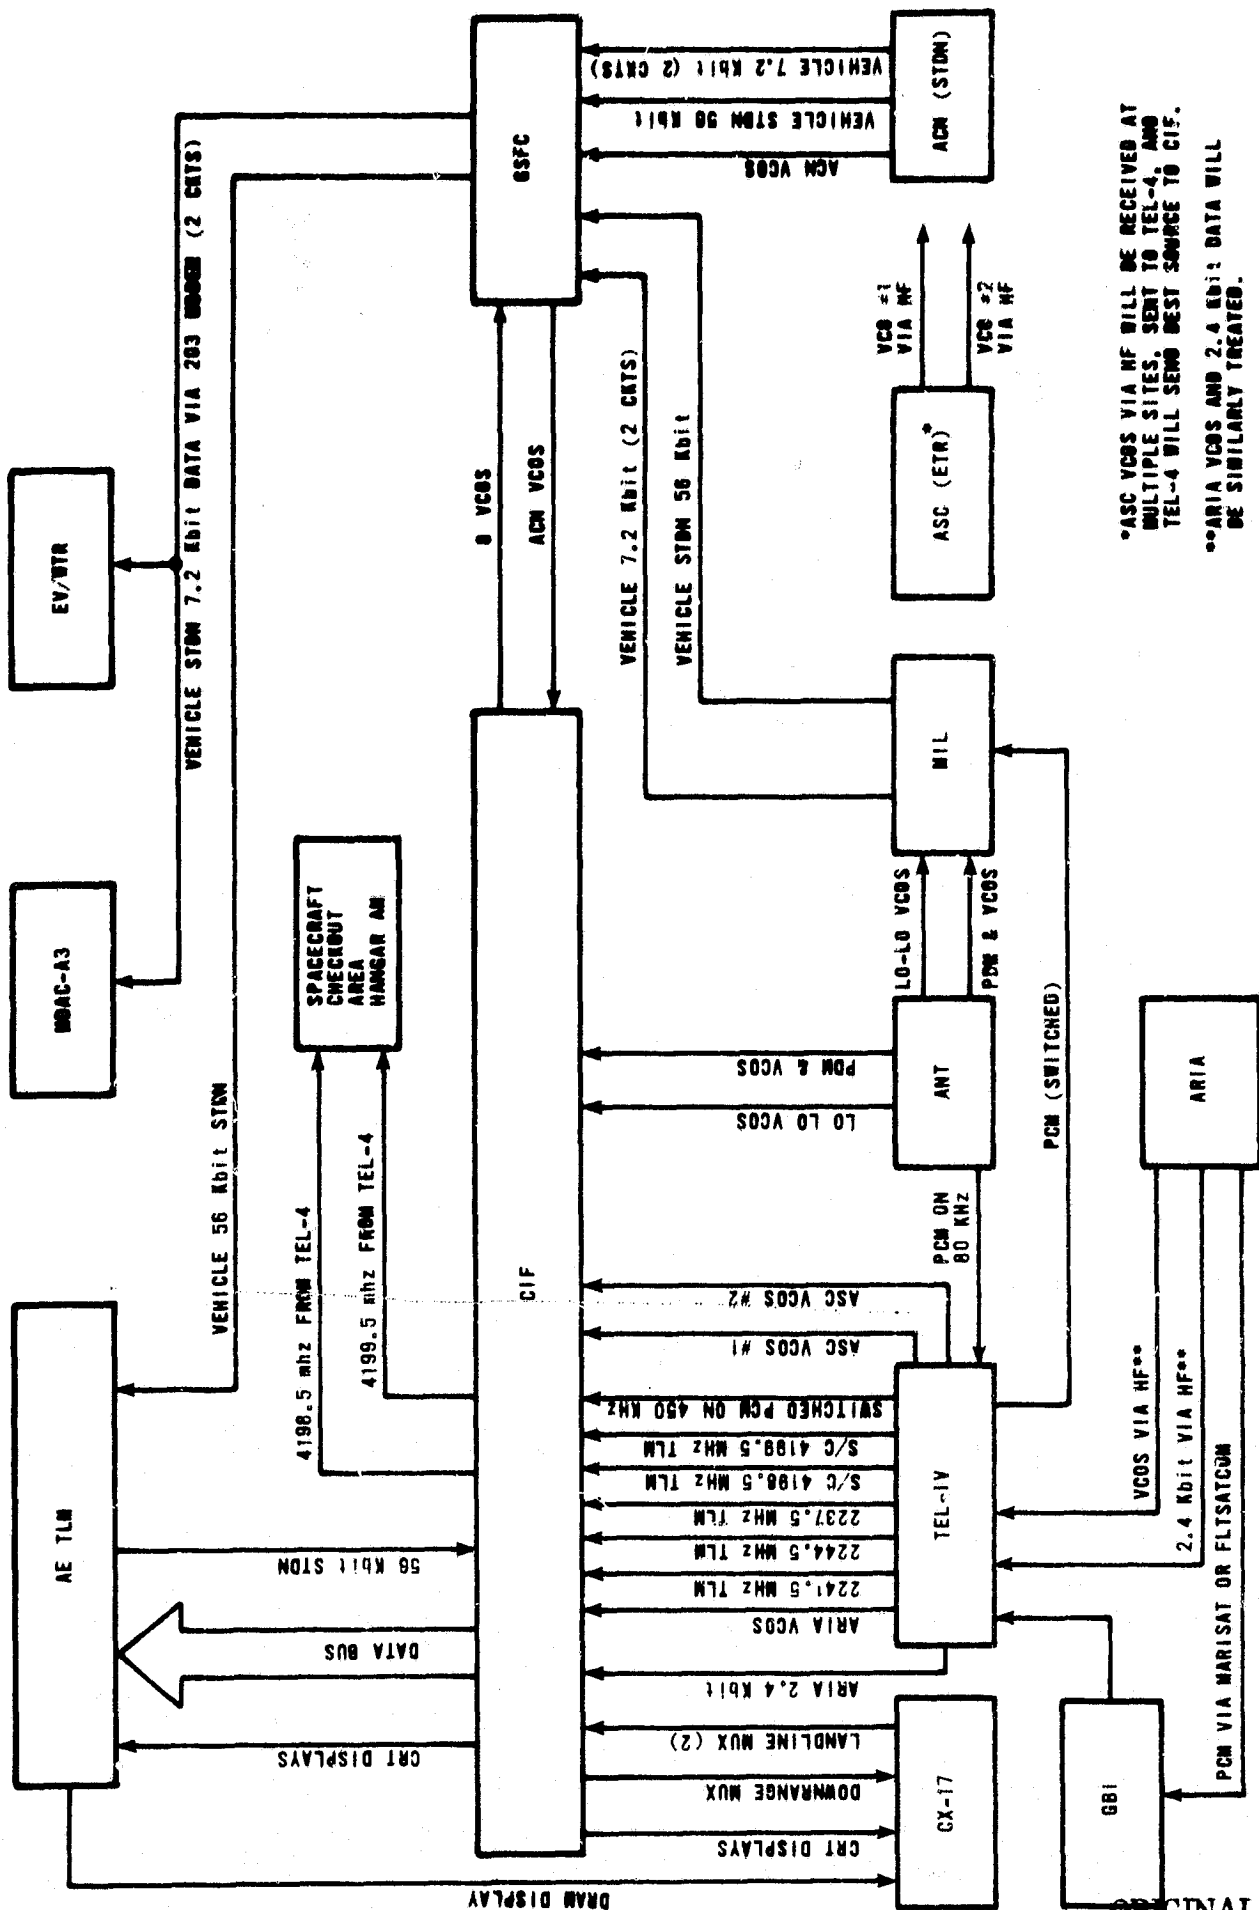 AE TLM
MDAC-A3
EV/WTR
VEHICLE STDN 7.2 Kbit DATA VIA 203 MODEM (2 CKTS)
VEHICLE 56 Kbit STDN
4198.5 mhz FROM TEL-4
4199.5 mhz FROM TEL-4
SPACECRAFT
CHECKOUT
AREA
HANGAR AM
DRAM DISPLAY
CRT DISPLAYS
DATA BUS
56 Kbit STDN
CIF
8 VCOS
ACN VCOS
GSFC
CRT DISPLAYS
DOWNRANGE MUX
LANDLINE MUX (2)
ARIA 2.4 Kbit
ARIA VCOS
2241.5 MHz TLM
2244.5 MHz TLM
2237.5 MHz TLM
S/C 4198.5 MHz TLM
S/C 4199.5 MHz TLM
SWITCHED PCM ON 450 KHz
ASC VCOS #1
ASC VCOS #2
LO LO VCOS
PDM & VCOS
VEHICLE 7.2 Kbit (2 CKTS)
VEHICLE STDN 56 Kbit
ACN VCOS
VEHICLE STDN 56 Kbit
VEHICLE 7.2 Kbit (2 CKTS)
CX-17
TEL-IV
PCM ON
80 KHz
ANT
LO-LO VCOS
PDM & VCOS
MIL
ASC (ETR)*
VCO #1
VIA HF
VCO #2
VIA HF
ACN (STDN)
PCM (SWITCHED)
GBI
VCOS VIA HF**
2.4 Kbit VIA HF**
PCM VIA MARISAT OR FLTSATCOM
ARIA
*ASC VCOS VIA HF WILL BE RECEIVED AT
MULTIPLE SITES, SENT TO TEL-4, AND
TEL-4 WILL SEND BEST SOURCE TO CIF.
**ARIA VCOS AND 2.4 Kbit DATA WILL
BE SIMILARLY TREATED.
ORIGINAL